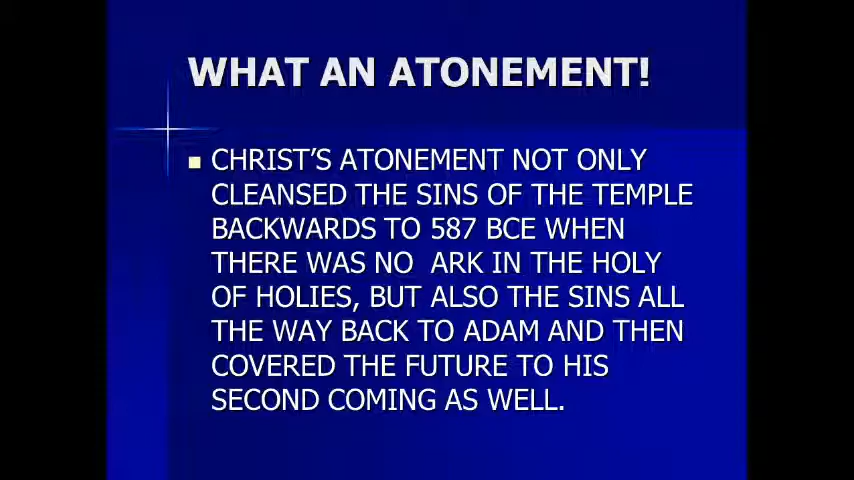 WHAT AN ATONEMENT!
CHRIST’S ATONEMENT NOT ONLY
CLEANSED THE SINS OF THE TEMPLE
BACKWARDS TO 587 BCE WHEN
THERE WAS NO  ARK IN THE HOLY
OF HOLIES, BUT ALSO THE SINS ALL
THE WAY BACK TO ADAM AND THEN
COVERED THE FUTURE TO HIS
SECOND COMING AS WELL.